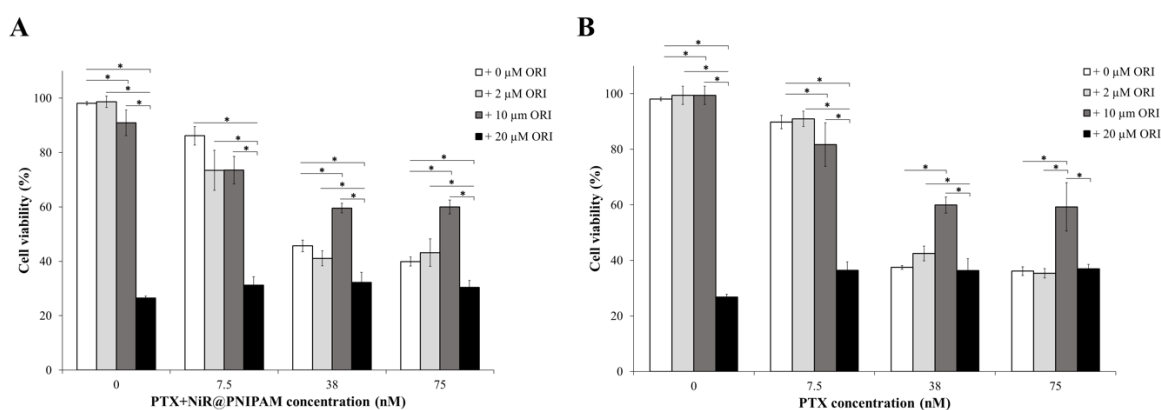 A
Cell viability (%)
100
80
60
40
20
0
* * * *
* * *
* * * *
* * * *
+ 0 µM ORI
+ 2 µM ORI
+ 10 µm ORI
+ 20 µM ORI
0 7.5 38 75
PTX+NiR@PNIPAM concentration (nM)
B
Cell viability (%)
100
80
60
40
20
0
* * * *
* * * *
* * *
* * *
+ 0 µM ORI
+ 2 µM ORI
+ 10 µM ORI
+ 20 µM ORI
0 7.5 38 75
PTX concentration (nM)